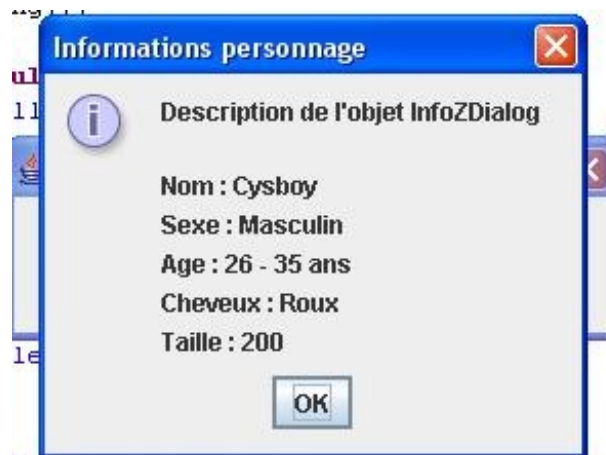 Informations personnage
Description de l'objet InfoZDialog
Nom : Cysboy
Sexe : Masculin
Age : 26 - 35 ans
Cheveux : Roux
Taille : 200
OK